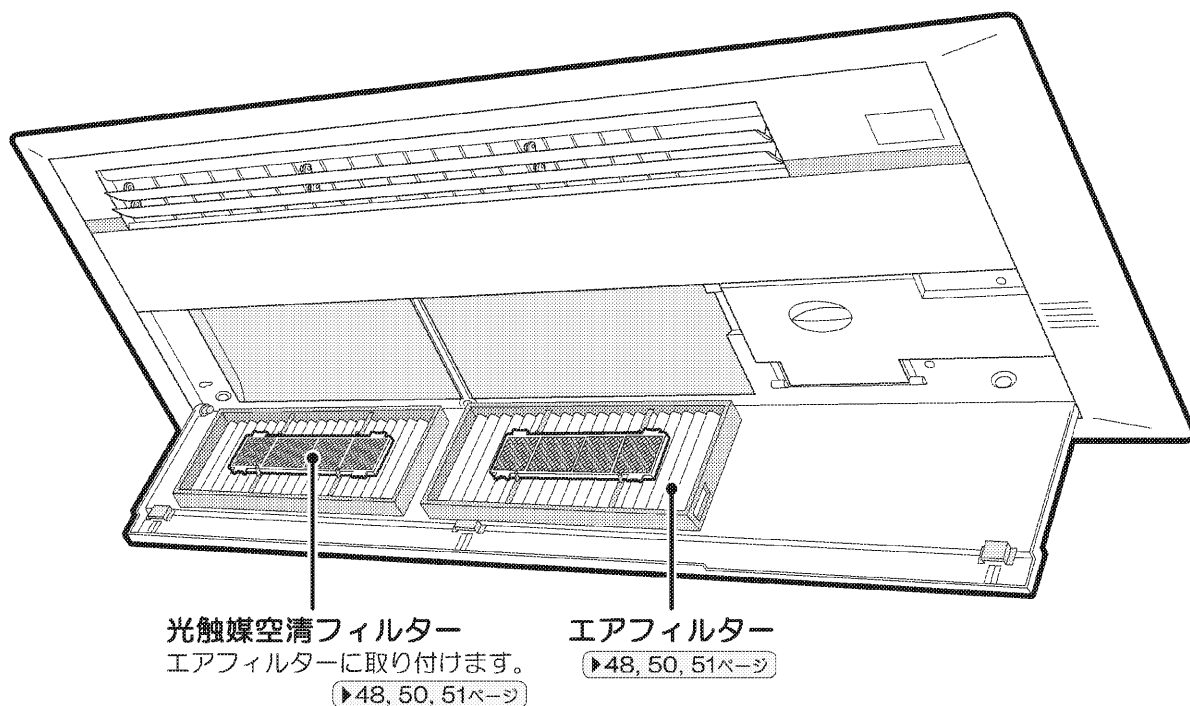 光触媒空清フィルター
エアフィルターに取り付けます。
▶48, 50, 51ページ
エアフィルター
▶48, 50, 51ページ